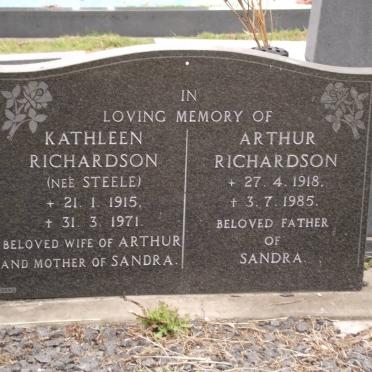 IN
LOVING MEMORY OF
KATHLEEN
RICHARDSON
(NEÉ STEELE)
+ 21. 1. 1915.
+ 31. 3. 1971.
BELOVED WIFE OF ARTHUR
AND MOTHER OF SANDRA.
ARTHUR
RICHARDSON
+ 27. 4. 1918.
+ 3. 7. 1985.
BELOVED FATHER
OF
SANDRA.